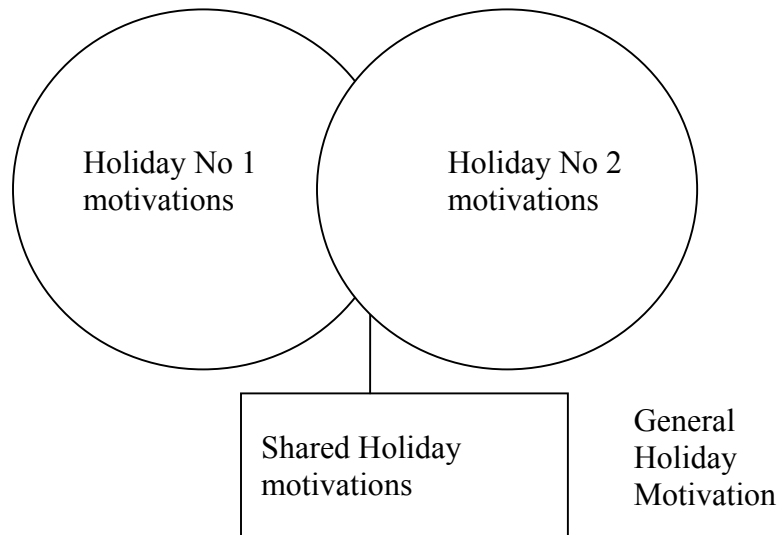 Holiday No 1
motivations
Holiday No 2
motivations
Shared Holiday
motivations
General
Holiday
Motivation